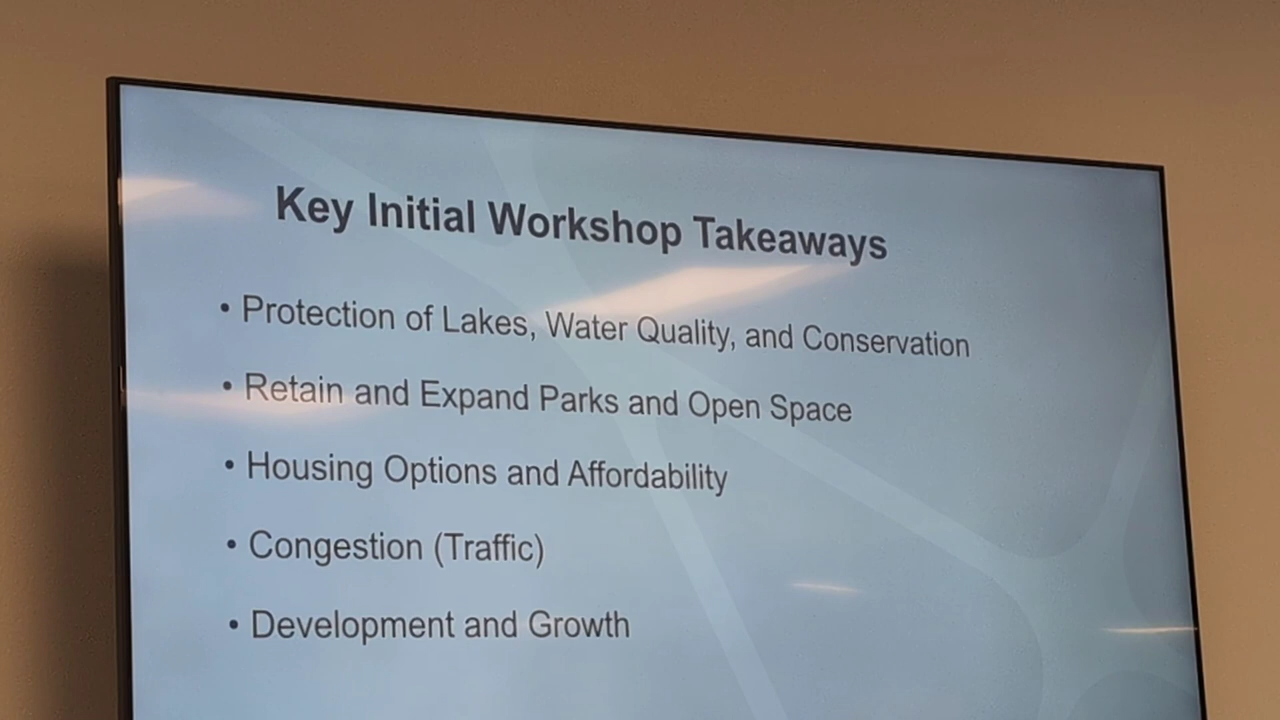 Key Initial Workshop Takeaways
• Protection of Lakes, Water Quality, and Conservation
• Retain and Expand Parks and Open Space
• Housing Options and Affordability
• Congestion (Traffic)
• Development and Growth